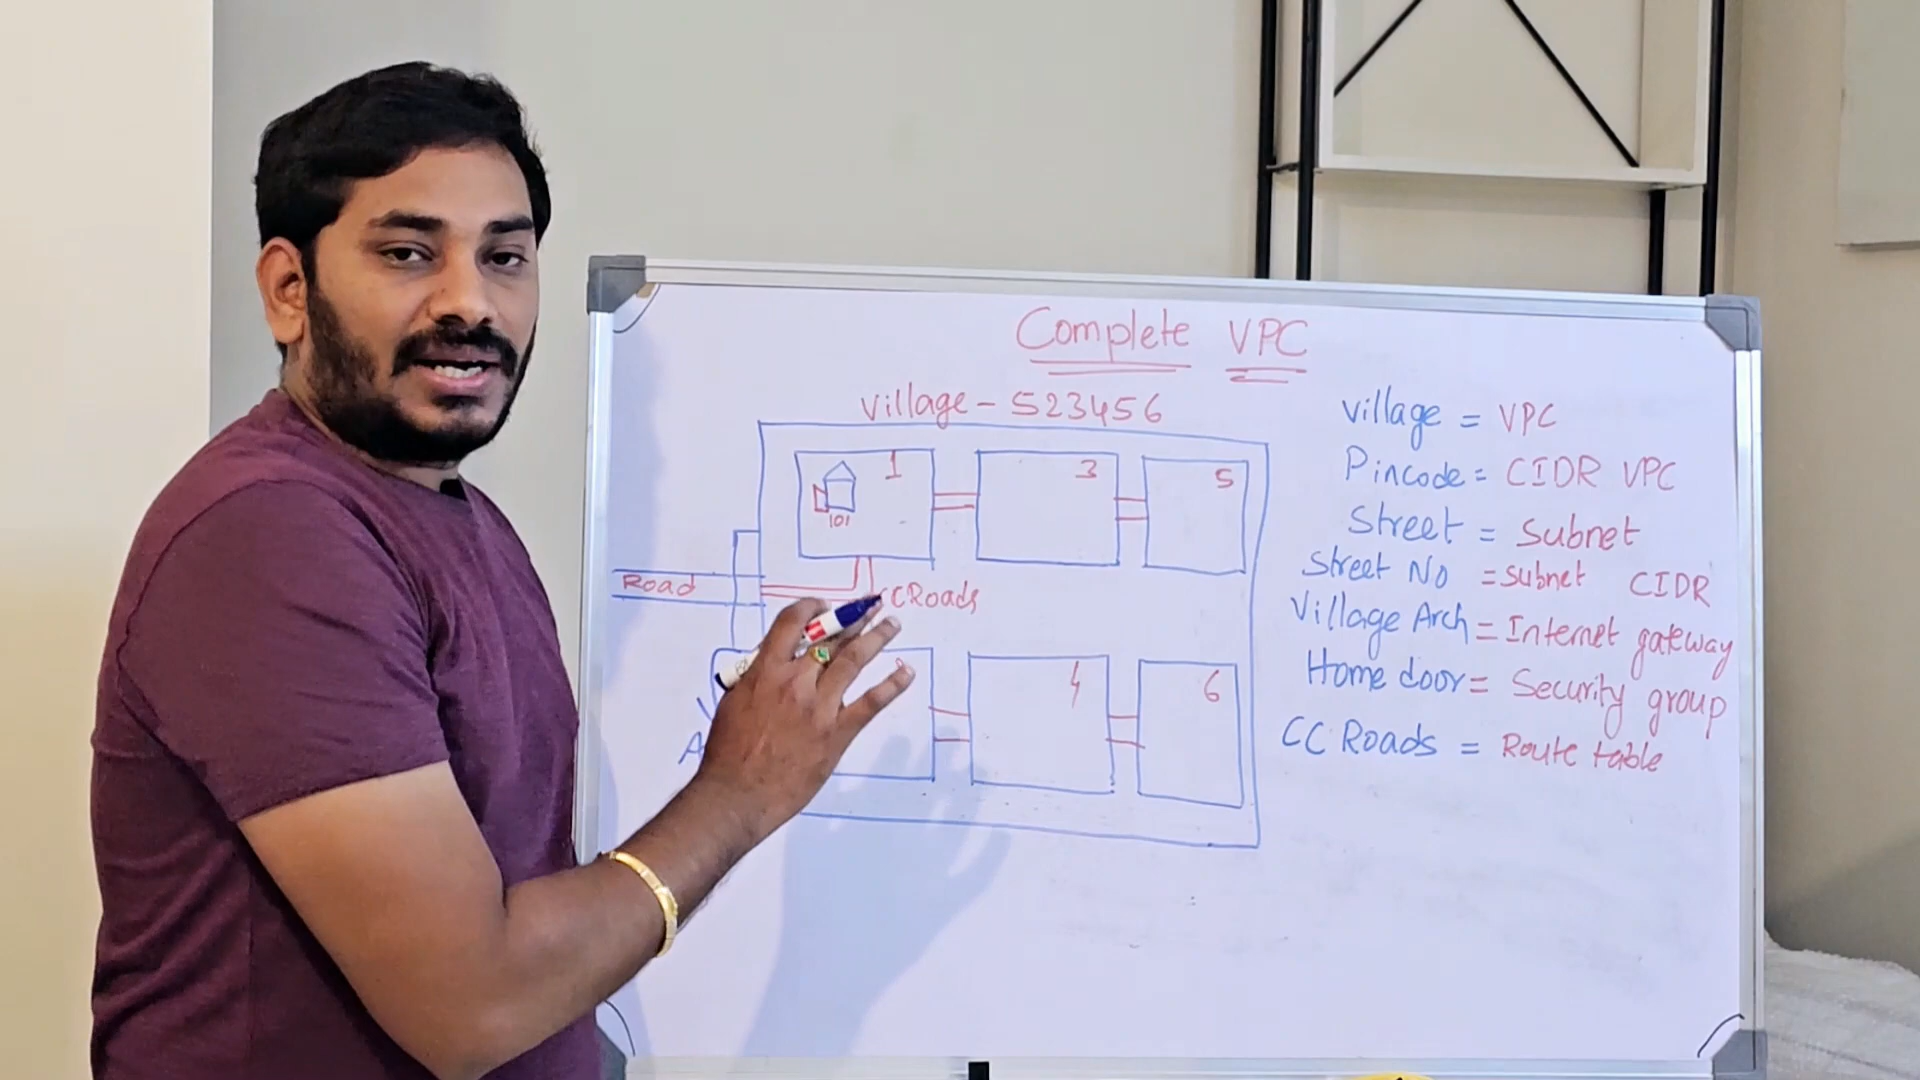 Complete VPC
Village - 523456
1
3
5
101
Road
CC Roads
4
6
Village = VPC
Pincode = CIDR VPC
Street = Subnet
Street No = Subnet CIDR
Village Arch = Internet gateway
Home door = Security group
CC Roads = Route table